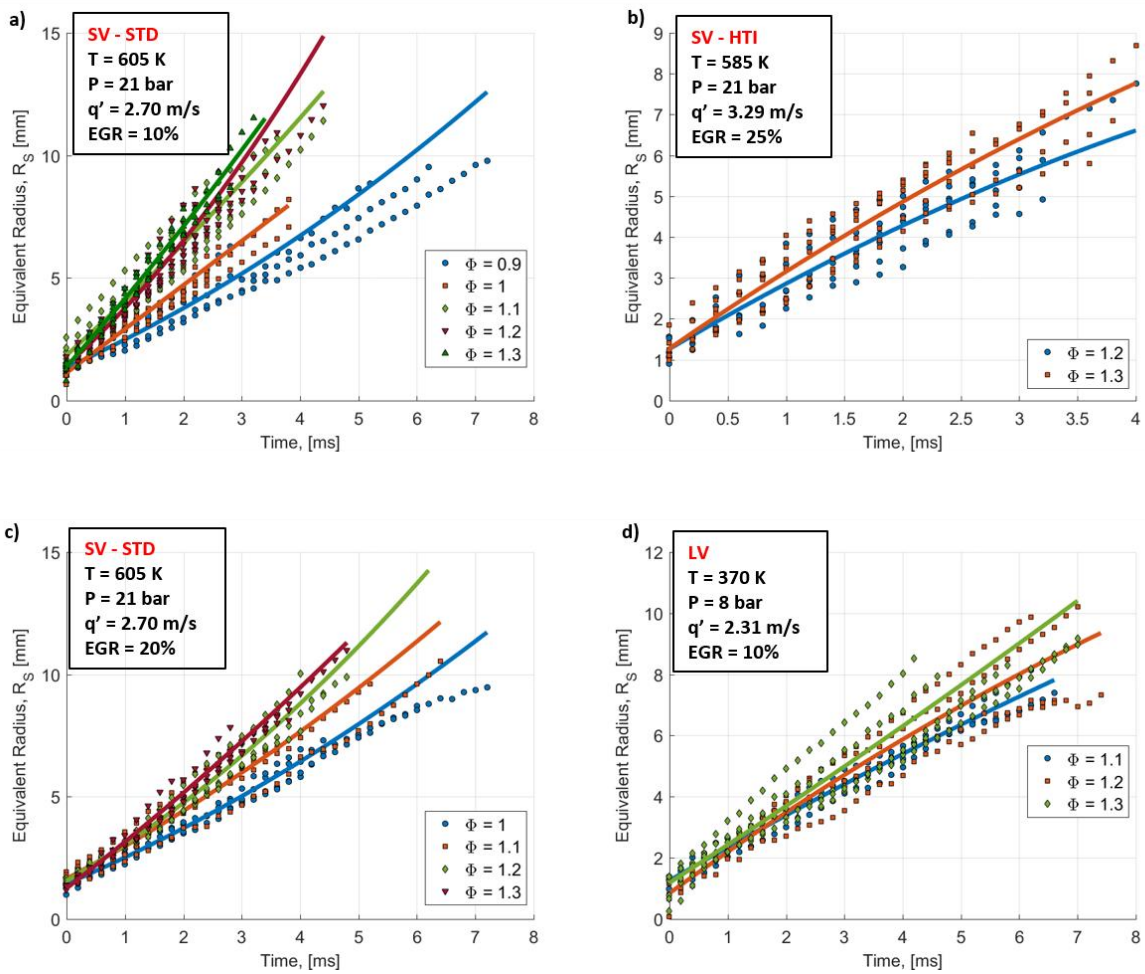 a)
SV - STD
T = 605 K
P = 21 bar
q’ = 2.70 m/s
EGR = 10%
15
10
5
0
Equivalent Radius, R_S [mm]
0 1 2 3 4 5 6 7 8
Time, [ms]
Φ = 0.9
Φ = 1
Φ = 1.1
Φ = 1.2
Φ = 1.3
b)
SV - HTI
T = 585 K
P = 21 bar
q’ = 3.29 m/s
EGR = 25%
9
8
7
6
5
4
3
2
1
0
Equivalent Radius, R_S [mm]
0 0.5 1 1.5 2 2.5 3 3.5 4
Time, [ms]
Φ = 1.2
Φ = 1.3
c)
SV - STD
T = 605 K
P = 21 bar
q’ = 2.70 m/s
EGR = 20%
15
10
5
0
Equivalent Radius, R_S [mm]
0 1 2 3 4 5 6 7 8
Time, [ms]
Φ = 1
Φ = 1.1
Φ = 1.2
Φ = 1.3
d)
LV
T = 370 K
P = 8 bar
q’ = 2.31 m/s
EGR = 10%
12
10
8
6
4
2
0
Equivalent Radius, R_S [mm]
0 1 2 3 4 5 6 7 8
Time, [ms]
Φ = 1.1
Φ = 1.2
Φ = 1.3